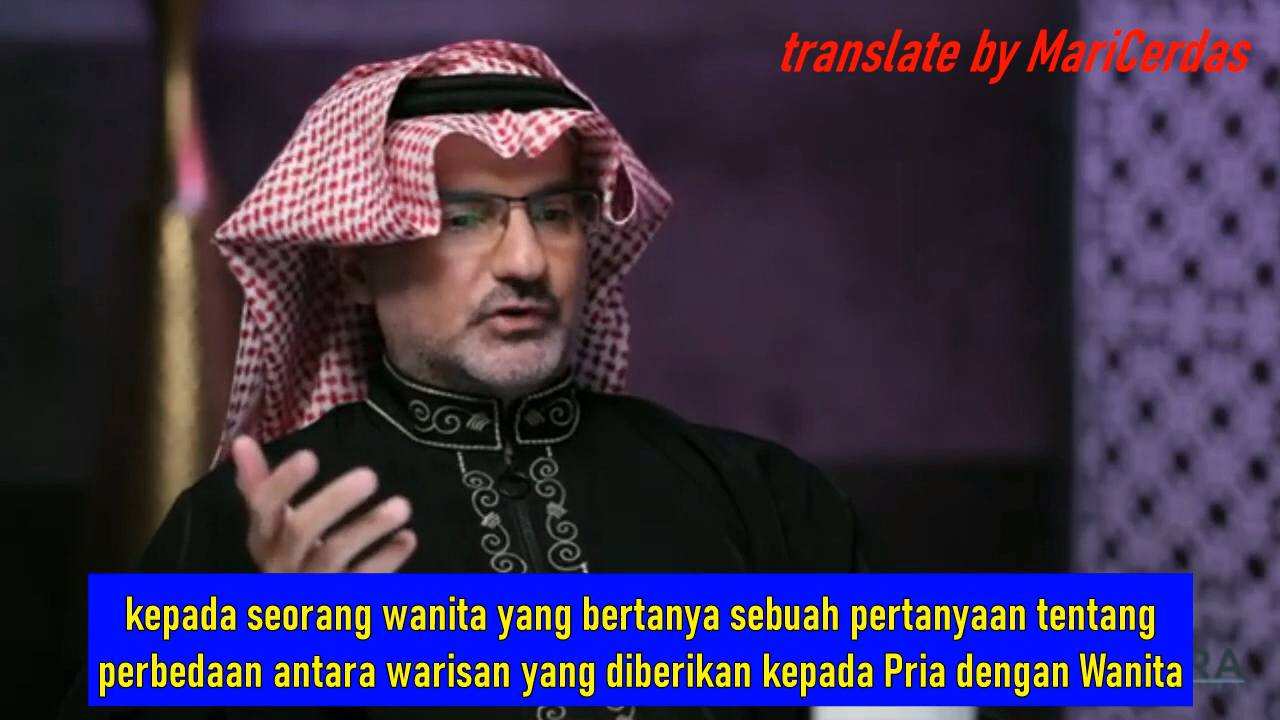 translate by MariCerdas
kepada seorang wanita yang bertanya sebuah pertanyaan tentang
perbedaan antara warisan yang diberikan kepada Pria dengan Wanita